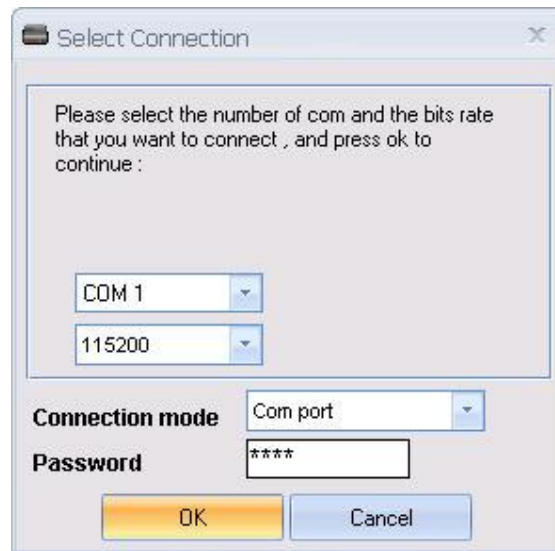 Select Connection
Please select the number of com and the bits rate
that you want to connect , and press ok to
continue :
COM 1
115200
Connection mode Com port
Password ****
OK Cancel